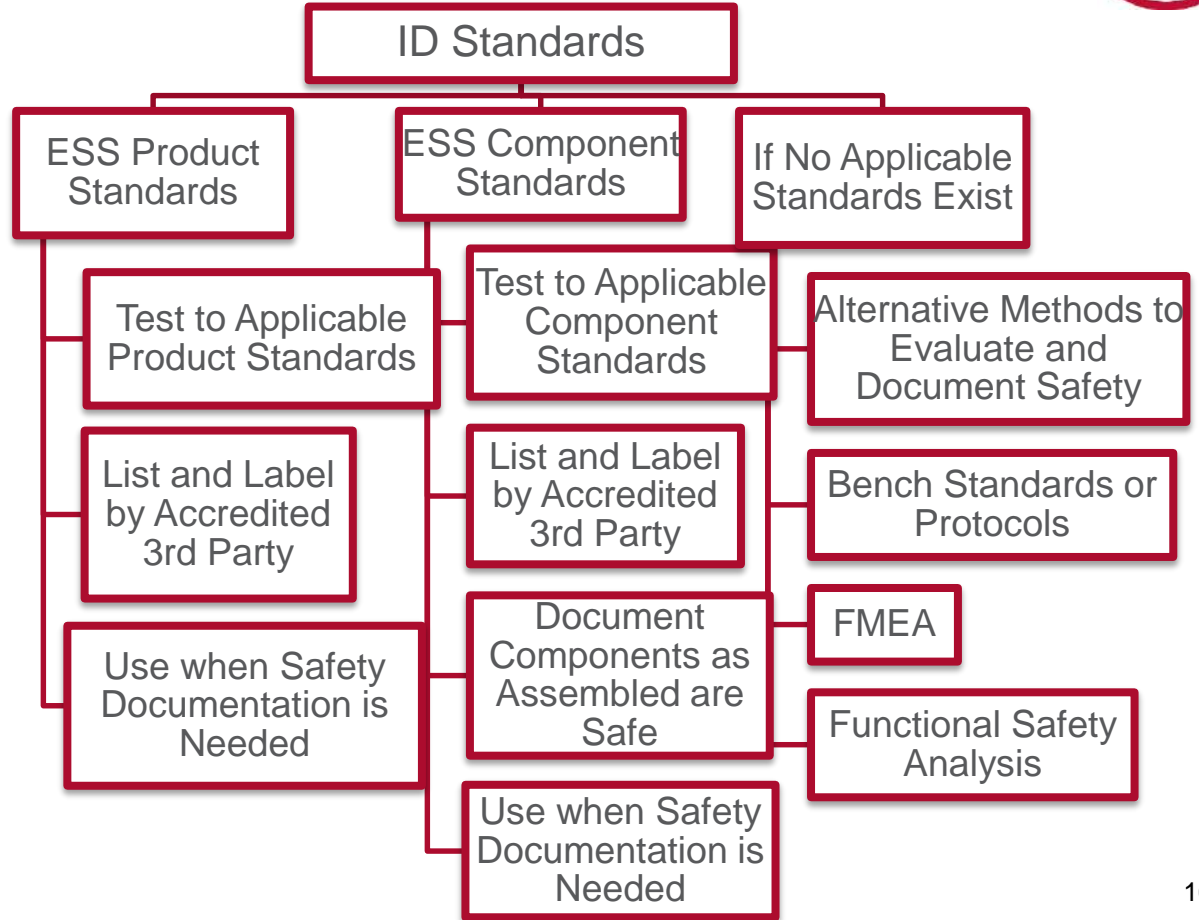 ID Standards
ESS Product
Standards
Test to Applicable
Product Standards
List and Label
by Accredited
3rd Party
Use when Safety
Documentation is
Needed
ESS Component
Standards
Test to Applicable
Component
Standards
List and Label
by Accredited
3rd Party
Document
Components as
Assembled are
Safe
Use when Safety
Documentation is
Needed
If No Applicable
Standards Exist
Alternative Methods to
Evaluate and
Document Safety
Bench Standards or
Protocols
FMEA
Functional Safety
Analysis